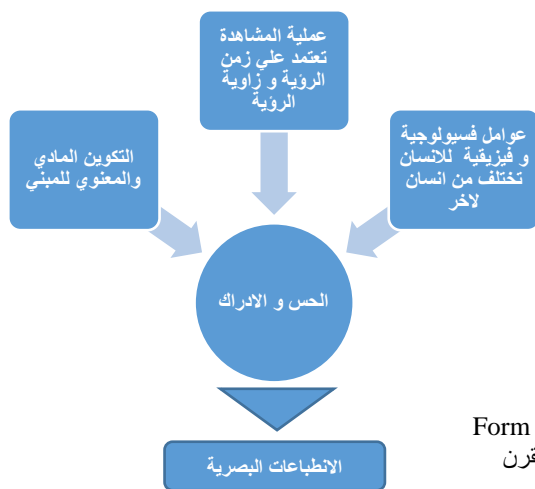 عملية المشاهدة
تعتمد علي زمن
الرؤية و زاوية
الرؤية
عوامل فسيولوجية
و فيزيقية للانسان
تختلف من انسان
لاخر
التكوين المادي
والمعنوي للمبني
الحس و الادراك
الانطباعات البصرية
Form
قرن